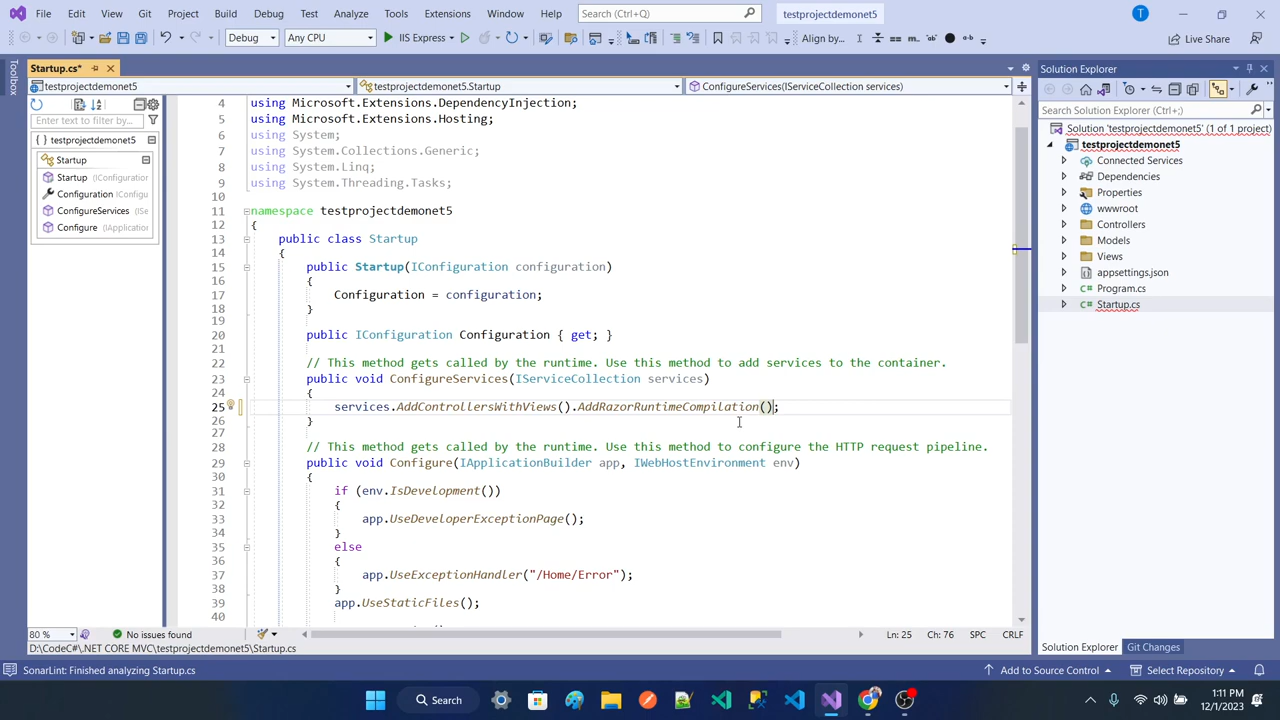 File Edit View Git Project Build Debug Test Analyze Tools Extensions Window Help Search (Ctrl+Q) testprojectdemonet5 T
Debug Any CPU IIS Express Align by... Live Share
Toolbox
Startup.cs*
testprojectdemonet5 testprojectdemonet5.Startup ConfigureServices(IServiceCollection services)
Enter text to filter by...
{ } testprojectdemonet5
Startup
Startup (IConfiguration
Configuration IConfigu
ConfigureServices (ISe
Configure (IApplication
4 using Microsoft.Extensions.DependencyInjection;
5 using Microsoft.Extensions.Hosting;
6 using System;
7 using System.Collections.Generic;
8 using System.Linq;
9 using System.Threading.Tasks;
10
11 namespace testprojectdemonet5
12 {
13 public class Startup
14 {
15 public Startup(IConfiguration configuration)
16 {
17 Configuration = configuration;
18 }
19
20 public IConfiguration Configuration { get; }
21
22 // This method gets called by the runtime. Use this method to add services to the container.
23 public void ConfigureServices(IServiceCollection services)
24 {
25 services.AddControllersWithViews().AddRazorRuntimeCompilation();
26 }
27
28 // This method gets called by the runtime. Use this method to configure the HTTP request pipeline.
29 public void Configure(IApplicationBuilder app, IWebHostEnvironment env)
30 {
31 if (env.IsDevelopment())
32 {
33 app.UseDeveloperExceptionPage();
34 }
35 else
36 {
37 app.UseExceptionHandler("/Home/Error");
38 }
39 app.UseStaticFiles();
40
80 % No issues found Ln: 25 Ch: 76 SPC CRLF
D:\CodeC#\.NET CORE MVC\testprojectdemonet5\Startup.cs
Solution Explorer
Search Solution Explorer (Ctrl+;)
Solution 'testprojectdemonet5' (1 of 1 project)
testprojectdemonet5
Connected Services
Dependencies
Properties
wwwroot
Controllers
Models
Views
appsettings.json
C# Program.cs
C# Startup.cs
Solution Explorer Git Changes
SonarLint: Finished analyzing Startup.cs Add to Source Control Select Repository
Search
1:11 PM
12/1/2023